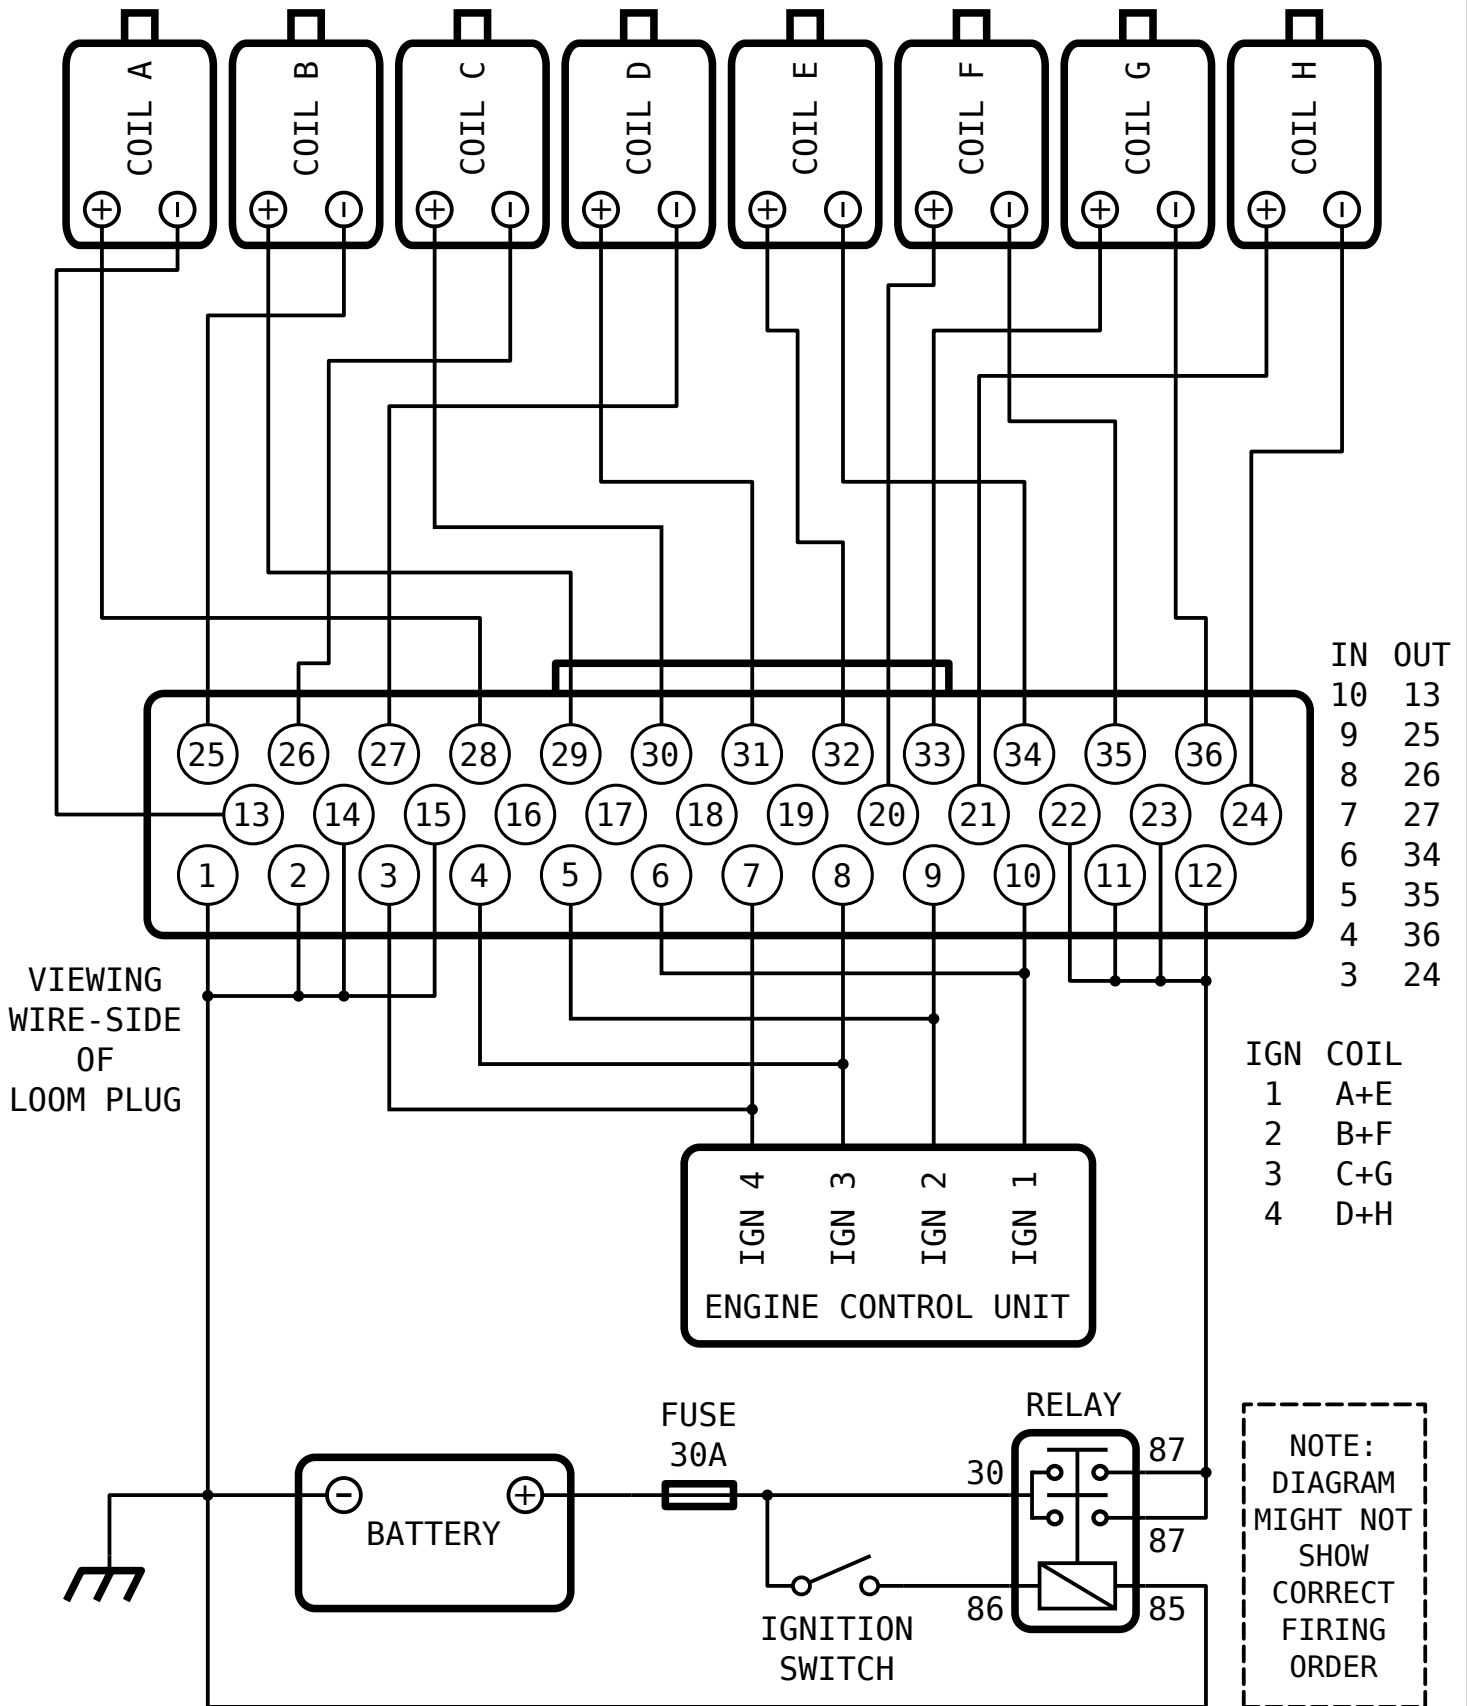 COIL A
COIL B
COIL C
COIL D
COIL E
COIL F
COIL G
COIL H
+ - + - + - + - + - + - + - + -
25 26 27 28 29 30 31 32 33 34 35 36
13 14 15 16 17 18 19 20 21 22 23 24
1 2 3 4 5 6 7 8 9 10 11 12
IN OUT
10 13
9 25
8 26
7 27
6 34
5 35
4 36
3 24
VIEWING
WIRE-SIDE
OF
LOOM PLUG
IGN COIL
1 A+E
2 B+F
3 C+G
4 D+H
IGN 4
IGN 3
IGN 2
IGN 1
ENGINE CONTROL UNIT
FUSE
30A
RELAY
30
87
87
86
85
- +
BATTERY
IGNITION
SWITCH
NOTE:
DIAGRAM
MIGHT NOT
SHOW
CORRECT
FIRING
ORDER